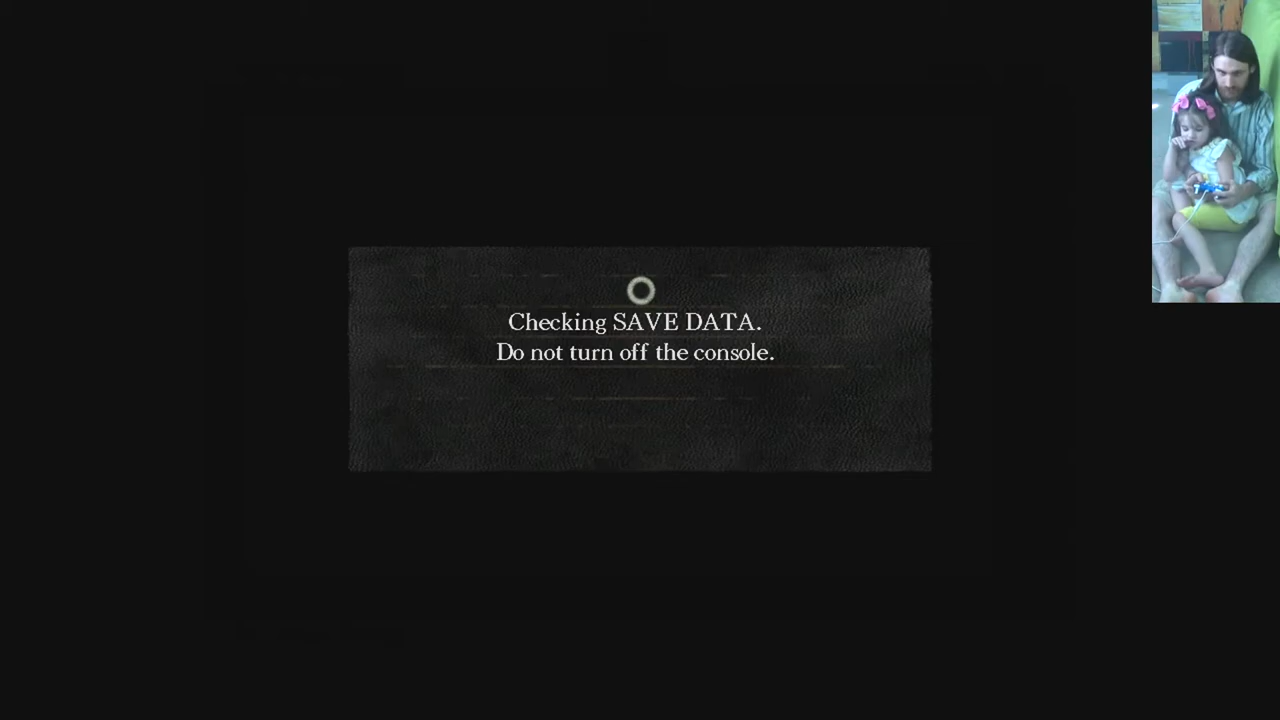 Checking SAVE DATA.
Do not turn off the console.